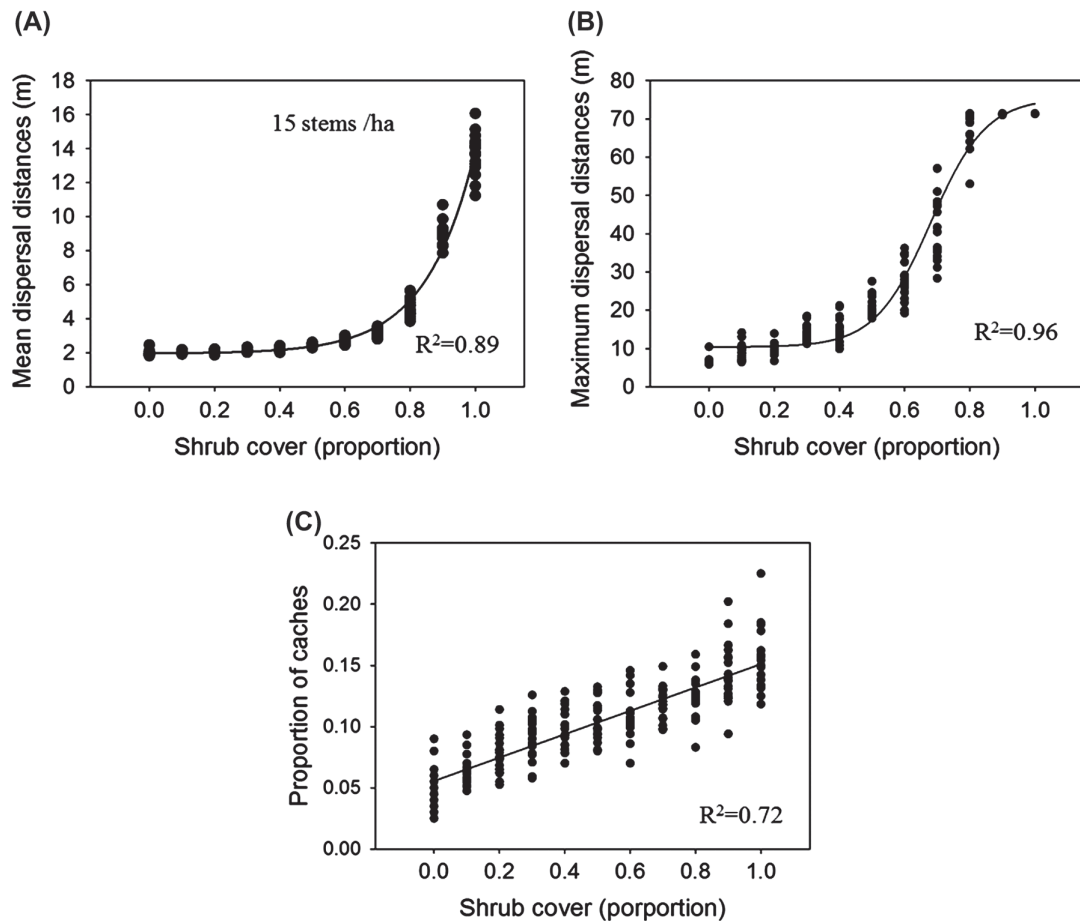 (A)
Mean dispersal distances (m)
18
16
14
12
10
8
6
4
2
0
15 stems /ha
R²=0.89
0.0 0.2 0.4 0.6 0.8 1.0
Shrub cover (proportion)
(B)
Maximum dispersal distances (m)
80
70
60
50
40
30
20
10
0
R²=0.96
0.0 0.2 0.4 0.6 0.8 1.0
Shrub cover (proportion)
(C)
Proportion of caches
0.25
0.20
0.15
0.10
0.05
0.00
R²=0.72
0.0 0.2 0.4 0.6 0.8 1.0
Shrub cover (porportion)